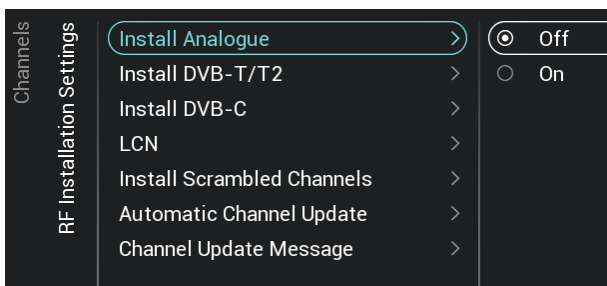 Channels
RF Installation Settings
Install Analogue
Install DVB-T/T2
Install DVB-C
LCN
Install Scrambled Channels
Automatic Channel Update
Channel Update Message
Off
On